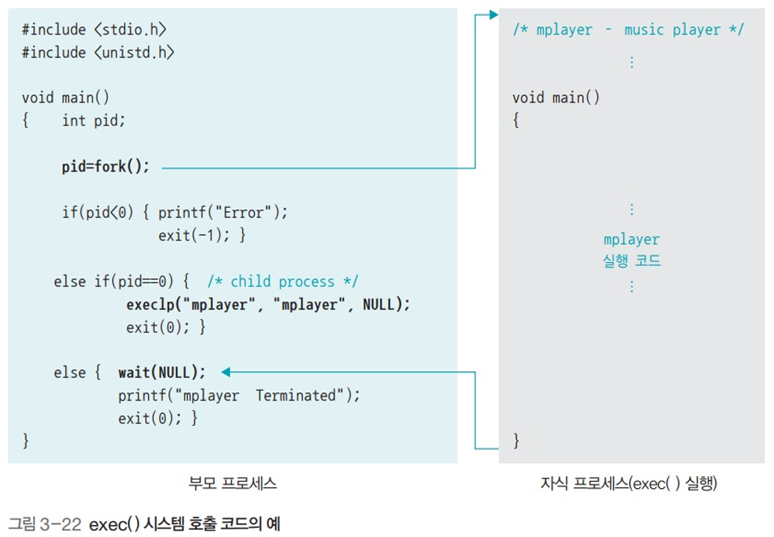 #include <stdio.h>
#include <unistd.h>
void main()
{ int pid;
pid=fork();
if(pid<0) { printf("Error");
exit(-1); }
else if(pid==0) { /* child process */
execlp("mplayer", "mplayer", NULL);
exit(0); }
else { wait(NULL);
printf("mplayer Terminated");
exit(0); }
}
부모 프로세스
/* mplayer - music player */
⋮
void main()
{
⋮
mplayer
실행 코드
⋮
}
자식 프로세스(exec( ) 실행)
그림 3-22 exec( ) 시스템 호출 코드의 예